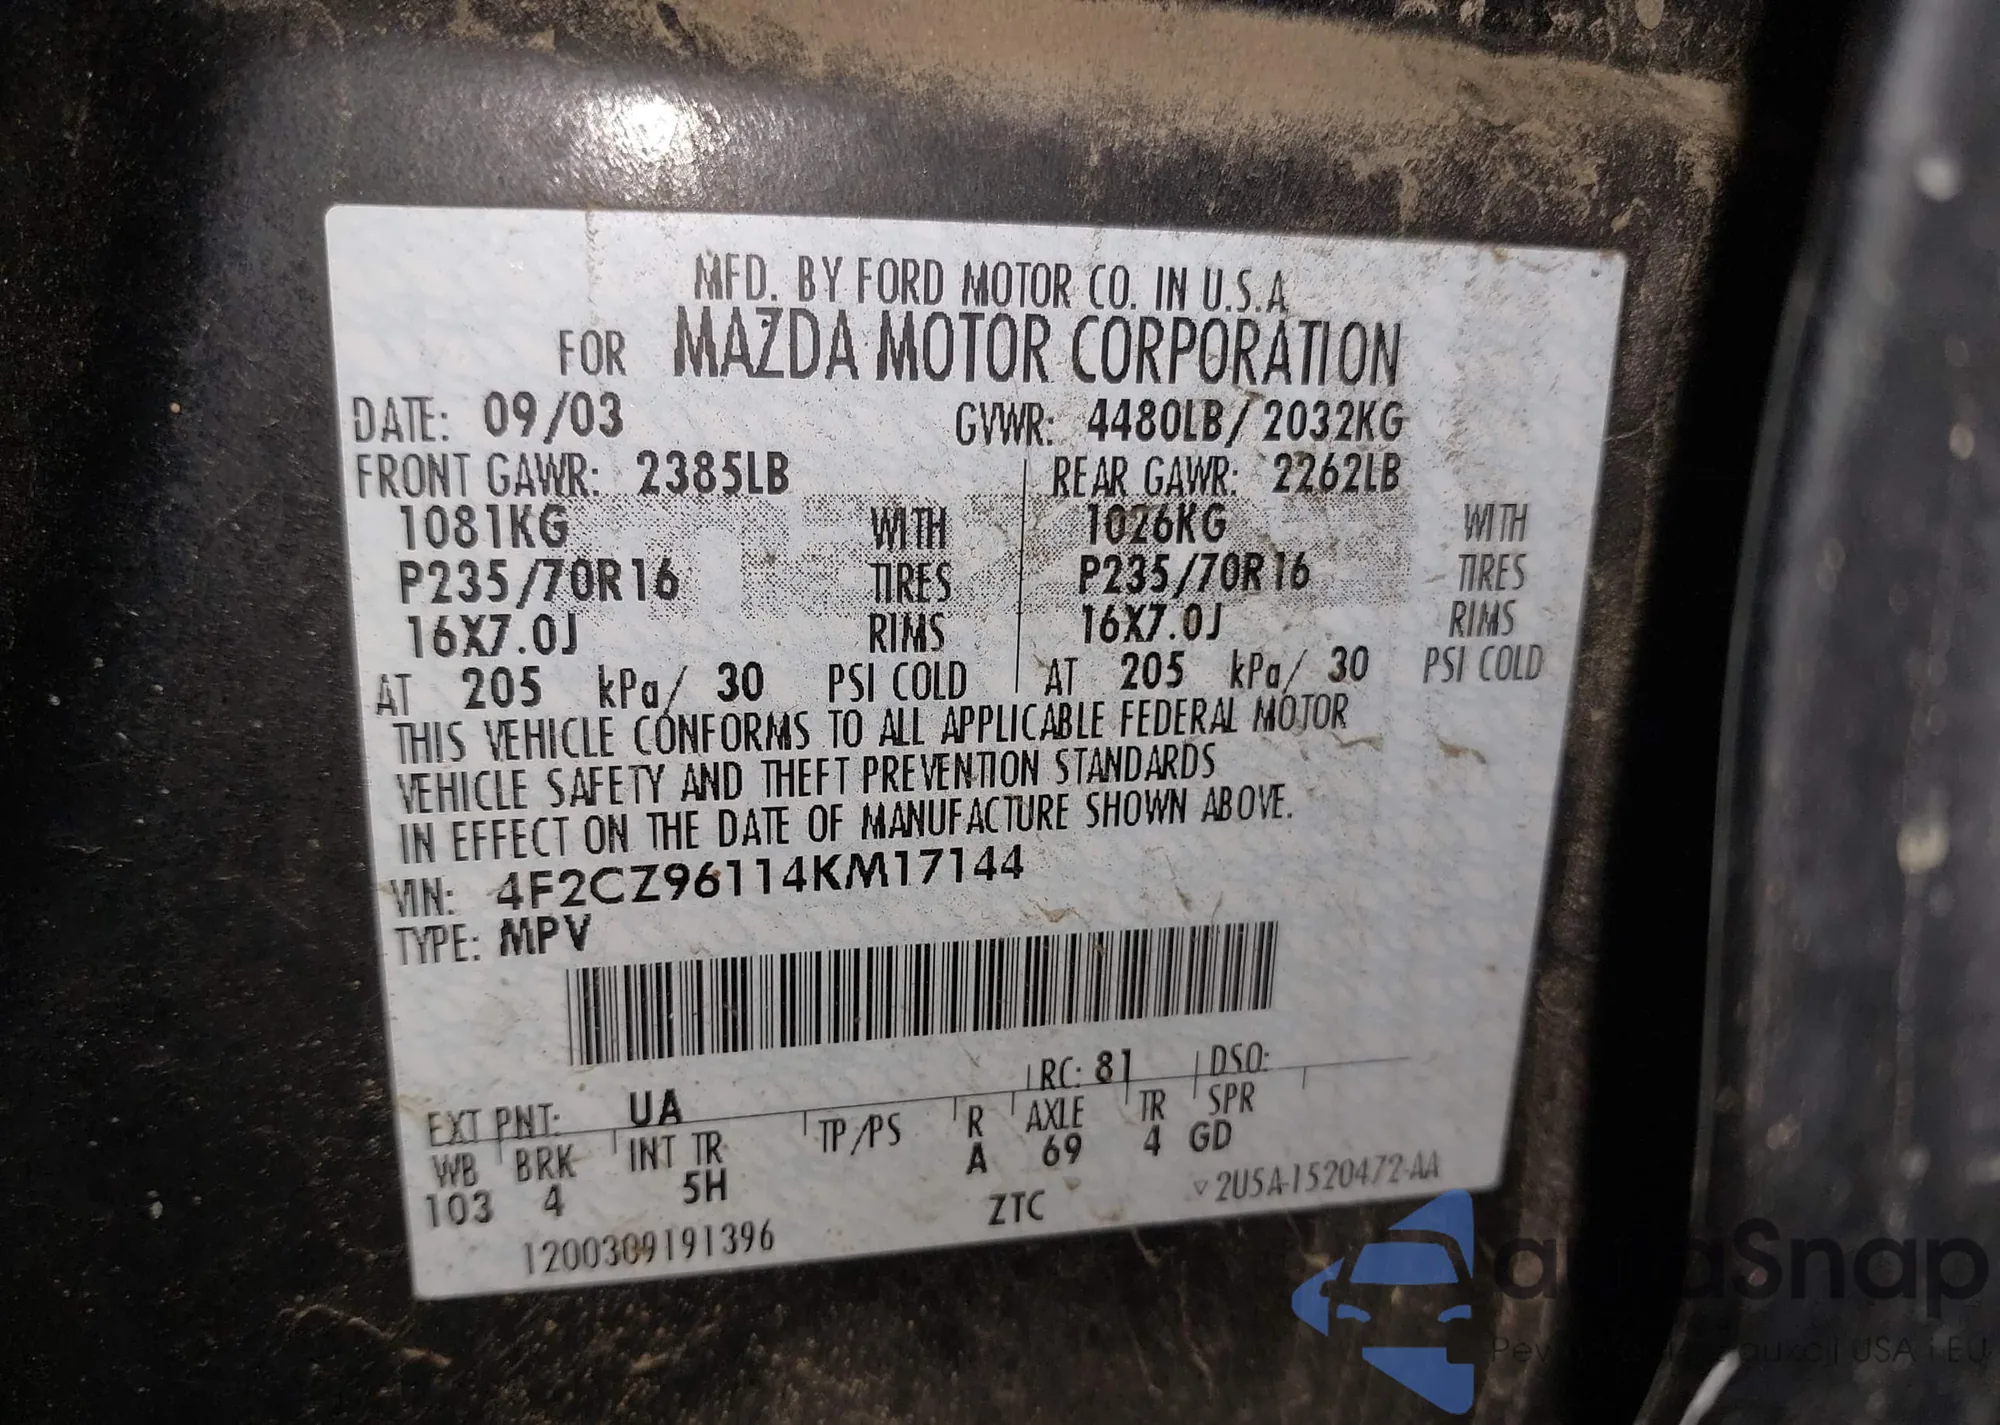 MFD. BY FORD MOTOR CO. IN U.S.A
FOR MAZDA MOTOR CORPORATION
DATE: 09/03 GVWR: 4480LB/2032KG
FRONT GAWR: 2385LB REAR GAWR: 2262LB
1081KG WITH 1026KG WITH
P235/70R16 TIRES P235/70R16 TIRES
16X7.0J RIMS 16X7.0J RIMS
AT 205 kPa/ 30 PSI COLD AT 205 kPa/ 30 PSI COLD
THIS VEHICLE CONFORMS TO ALL APPLICABLE FEDERAL MOTOR
VEHICLE SAFETY AND THEFT PREVENTION STANDARDS
IN EFFECT ON THE DATE OF MANUFACTURE SHOWN ABOVE.
VIN: 4F2CZ96114KM17144
TYPE: MPV
EXT PNT: UA RC: 81 DSO:
WB BRK INT TR TP/PS R AXLE TR SPR
103 4 5H A 69 4 GD
1200309191396 ZTC ▽2U5A-1520472-AA
aSnap
aukcji USA i EU